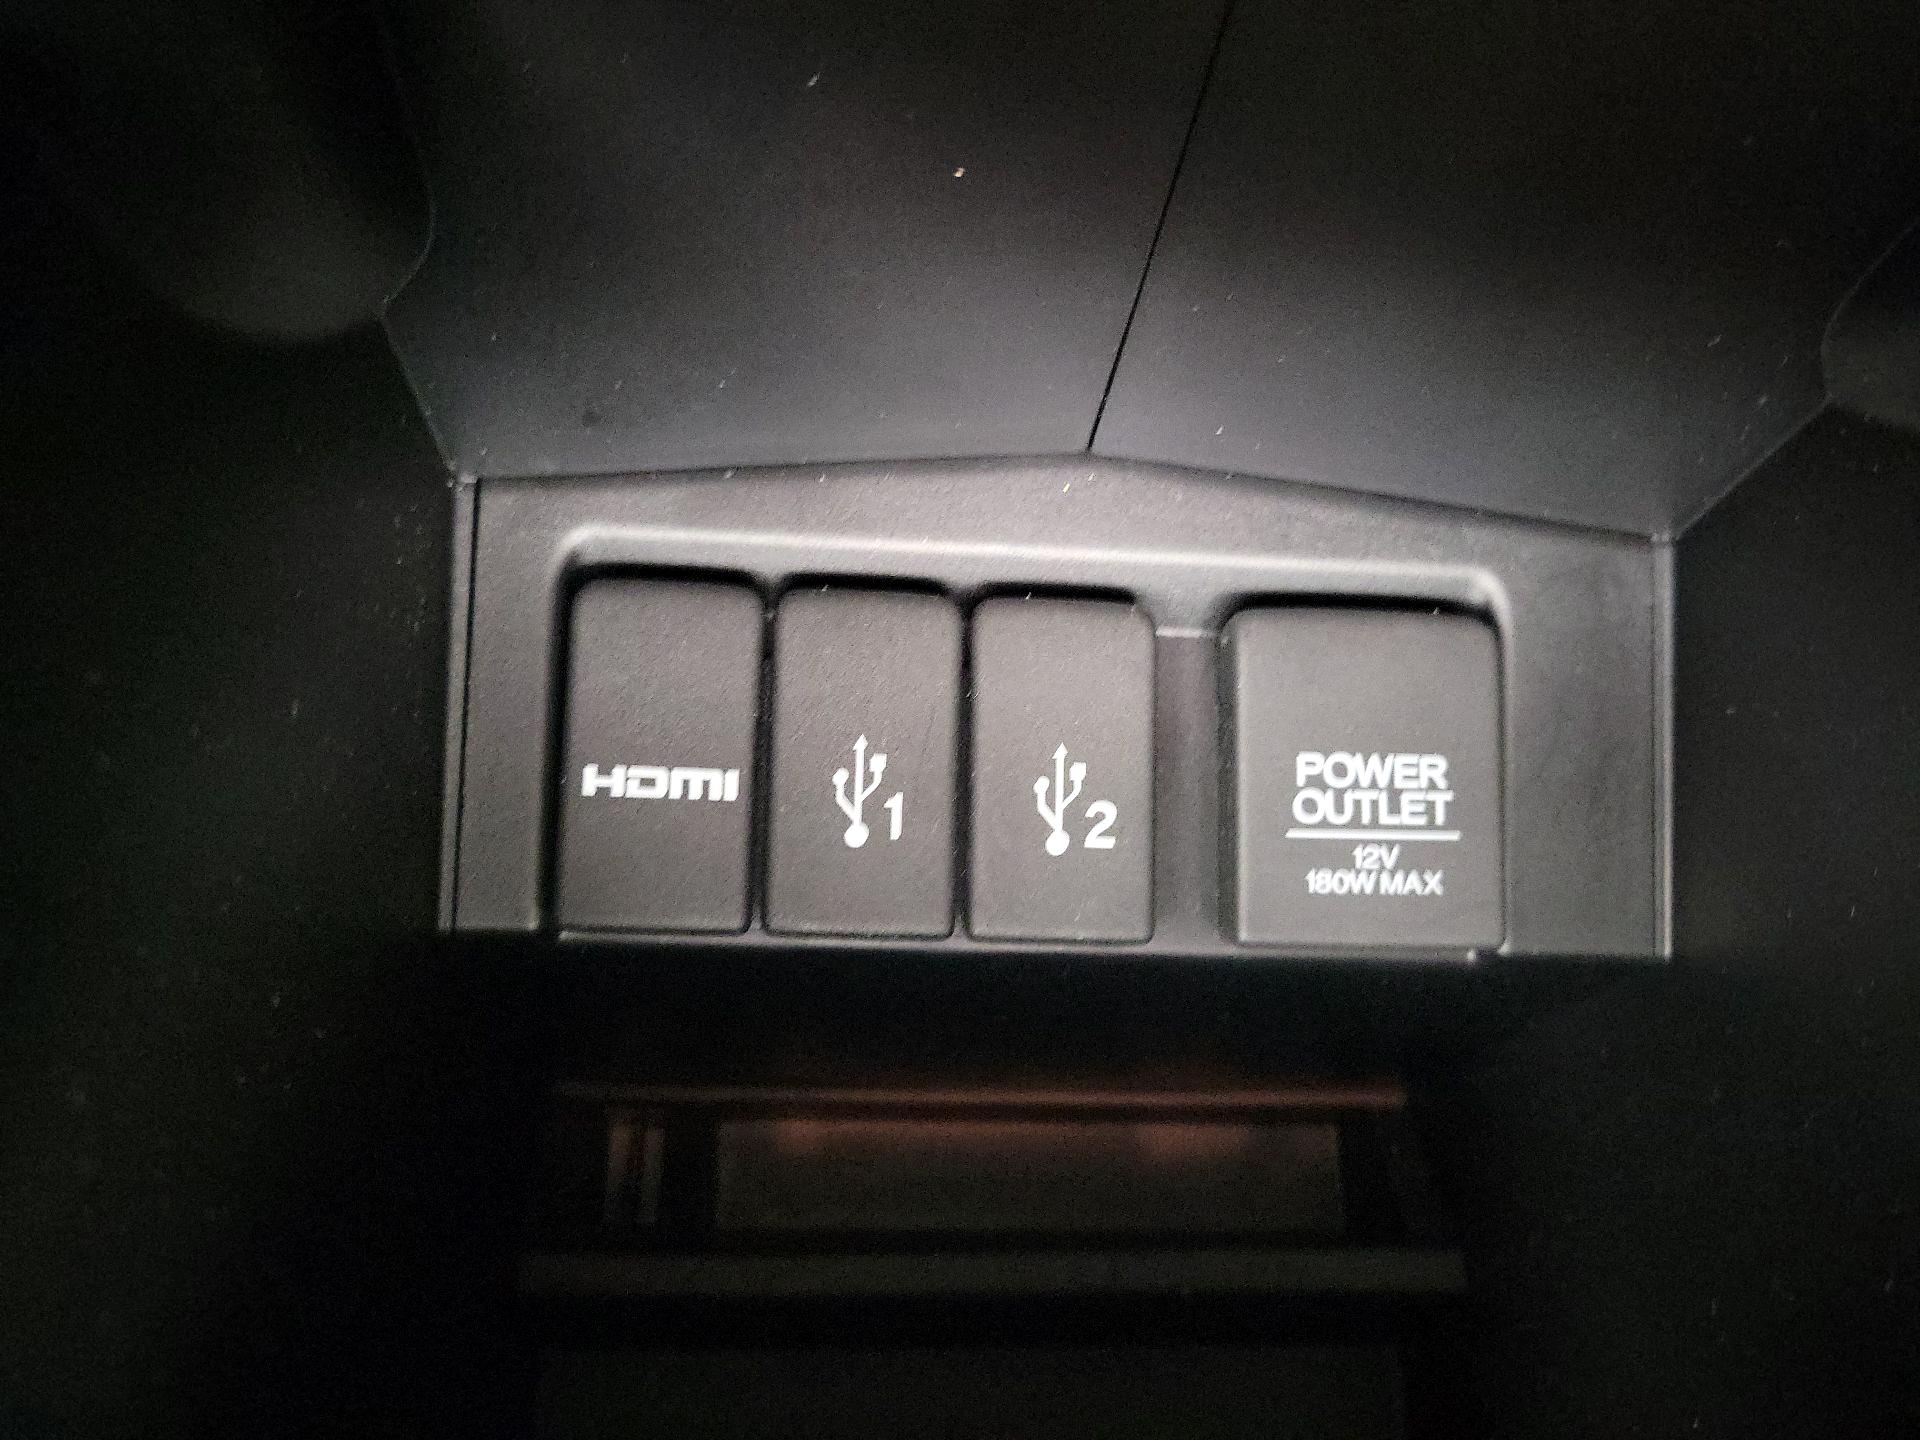 HDMI
1
2
POWER
OUTLET
12V
180W MAX